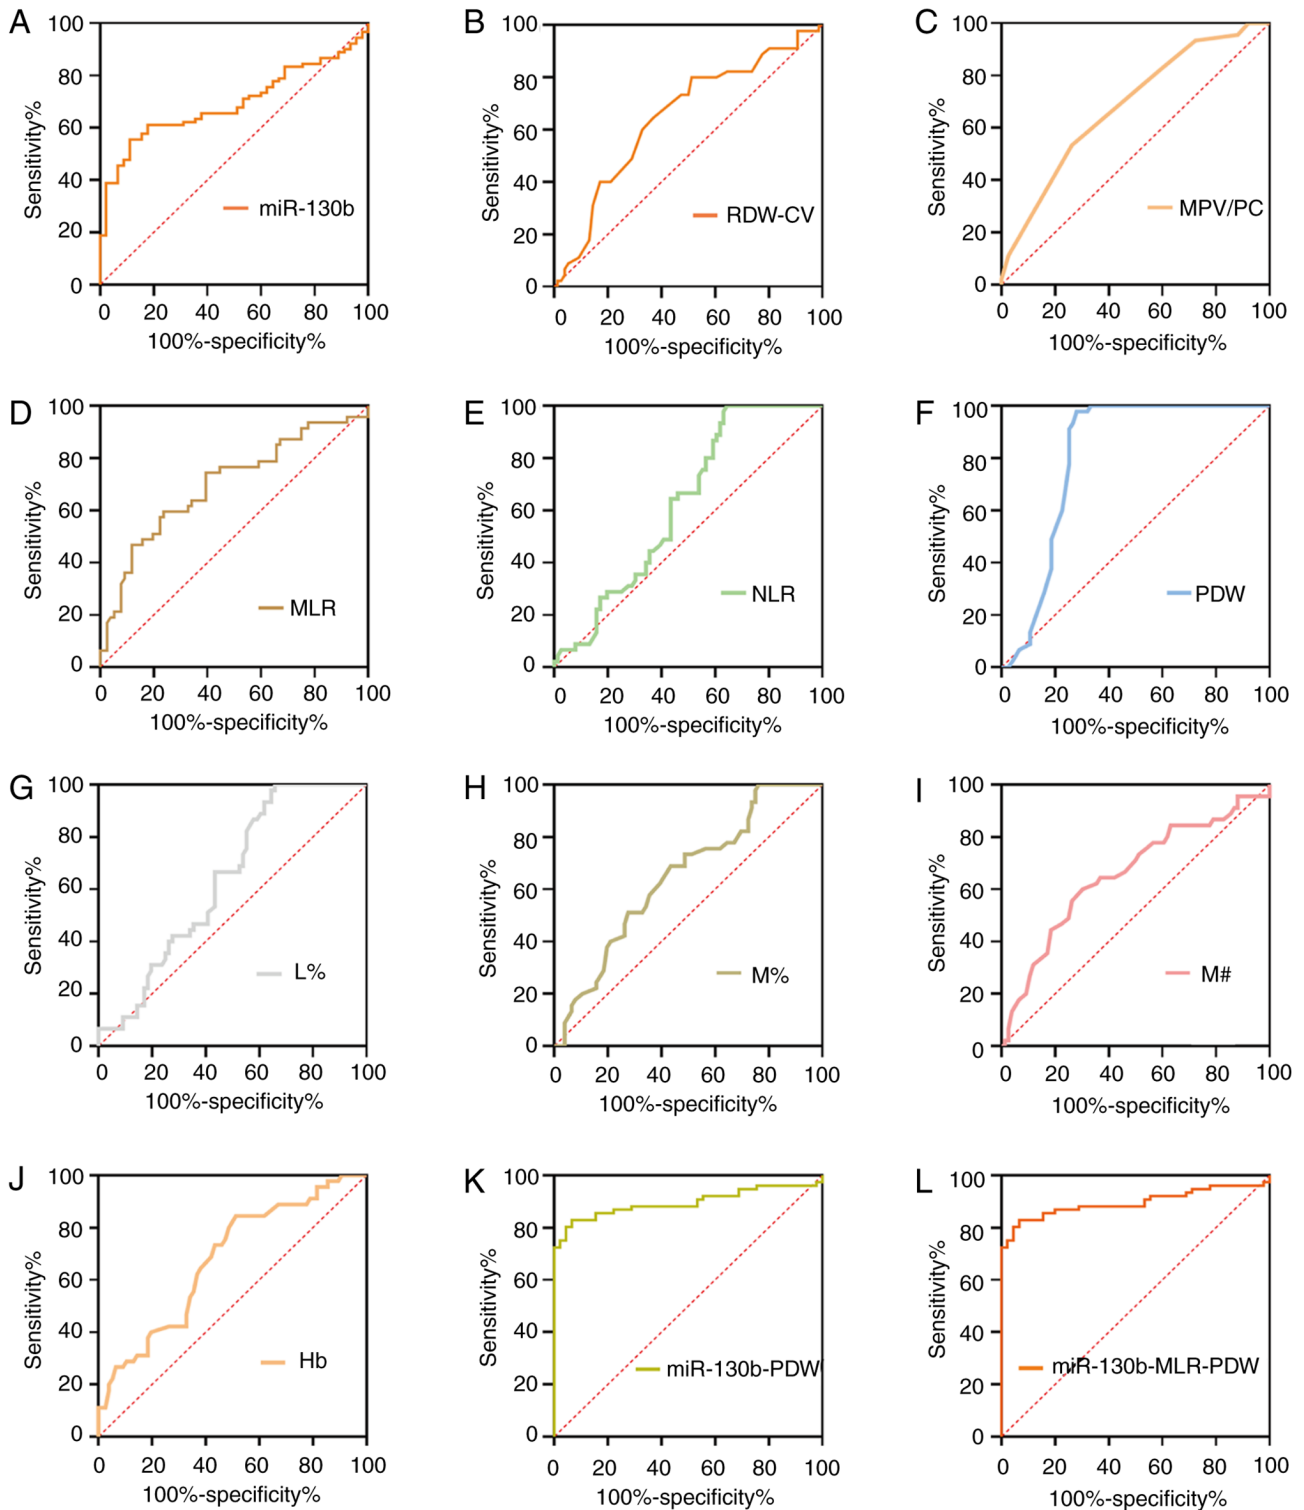 A
100
80
60
40
20
0
Sensitivity%
miR-130b
0 20 40 60 80 100
100%-specificity%
B
100
80
60
40
20
0
Sensitivity%
RDW-CV
0 20 40 60 80 100
100%-specificity%
C
100
80
60
40
20
0
Sensitivity%
MPV/PC
0 20 40 60 80 100
100%-specificity%
D
100
80
60
40
20
0
Sensitivity%
MLR
0 20 40 60 80 100
100%-specificity%
E
100
80
60
40
20
0
Sensitivity%
NLR
0 20 40 60 80 100
100%-specificity%
F
100
80
60
40
20
0
Sensitivity%
PDW
0 20 40 60 80 100
100%-specificity%
G
100
80
60
40
20
0
Sensitivity%
L%
0 20 40 60 80 100
100%-specificity%
H
100
80
60
40
20
0
Sensitivity%
M%
0 20 40 60 80 100
100%-specificity%
I
100
80
60
40
20
0
Sensitivity%
M#
0 20 40 60 80 100
100%-specificity%
J
100
80
60
40
20
0
Sensitivity%
Hb
0 20 40 60 80 100
100%-specificity%
K
100
80
60
40
20
0
Sensitivity%
miR-130b-PDW
0 20 40 60 80 100
100%-specificity%
L
100
80
60
40
20
0
Sensitivity%
miR-130b-MLR-PDW
0 20 40 60 80 100
100%-specificity%